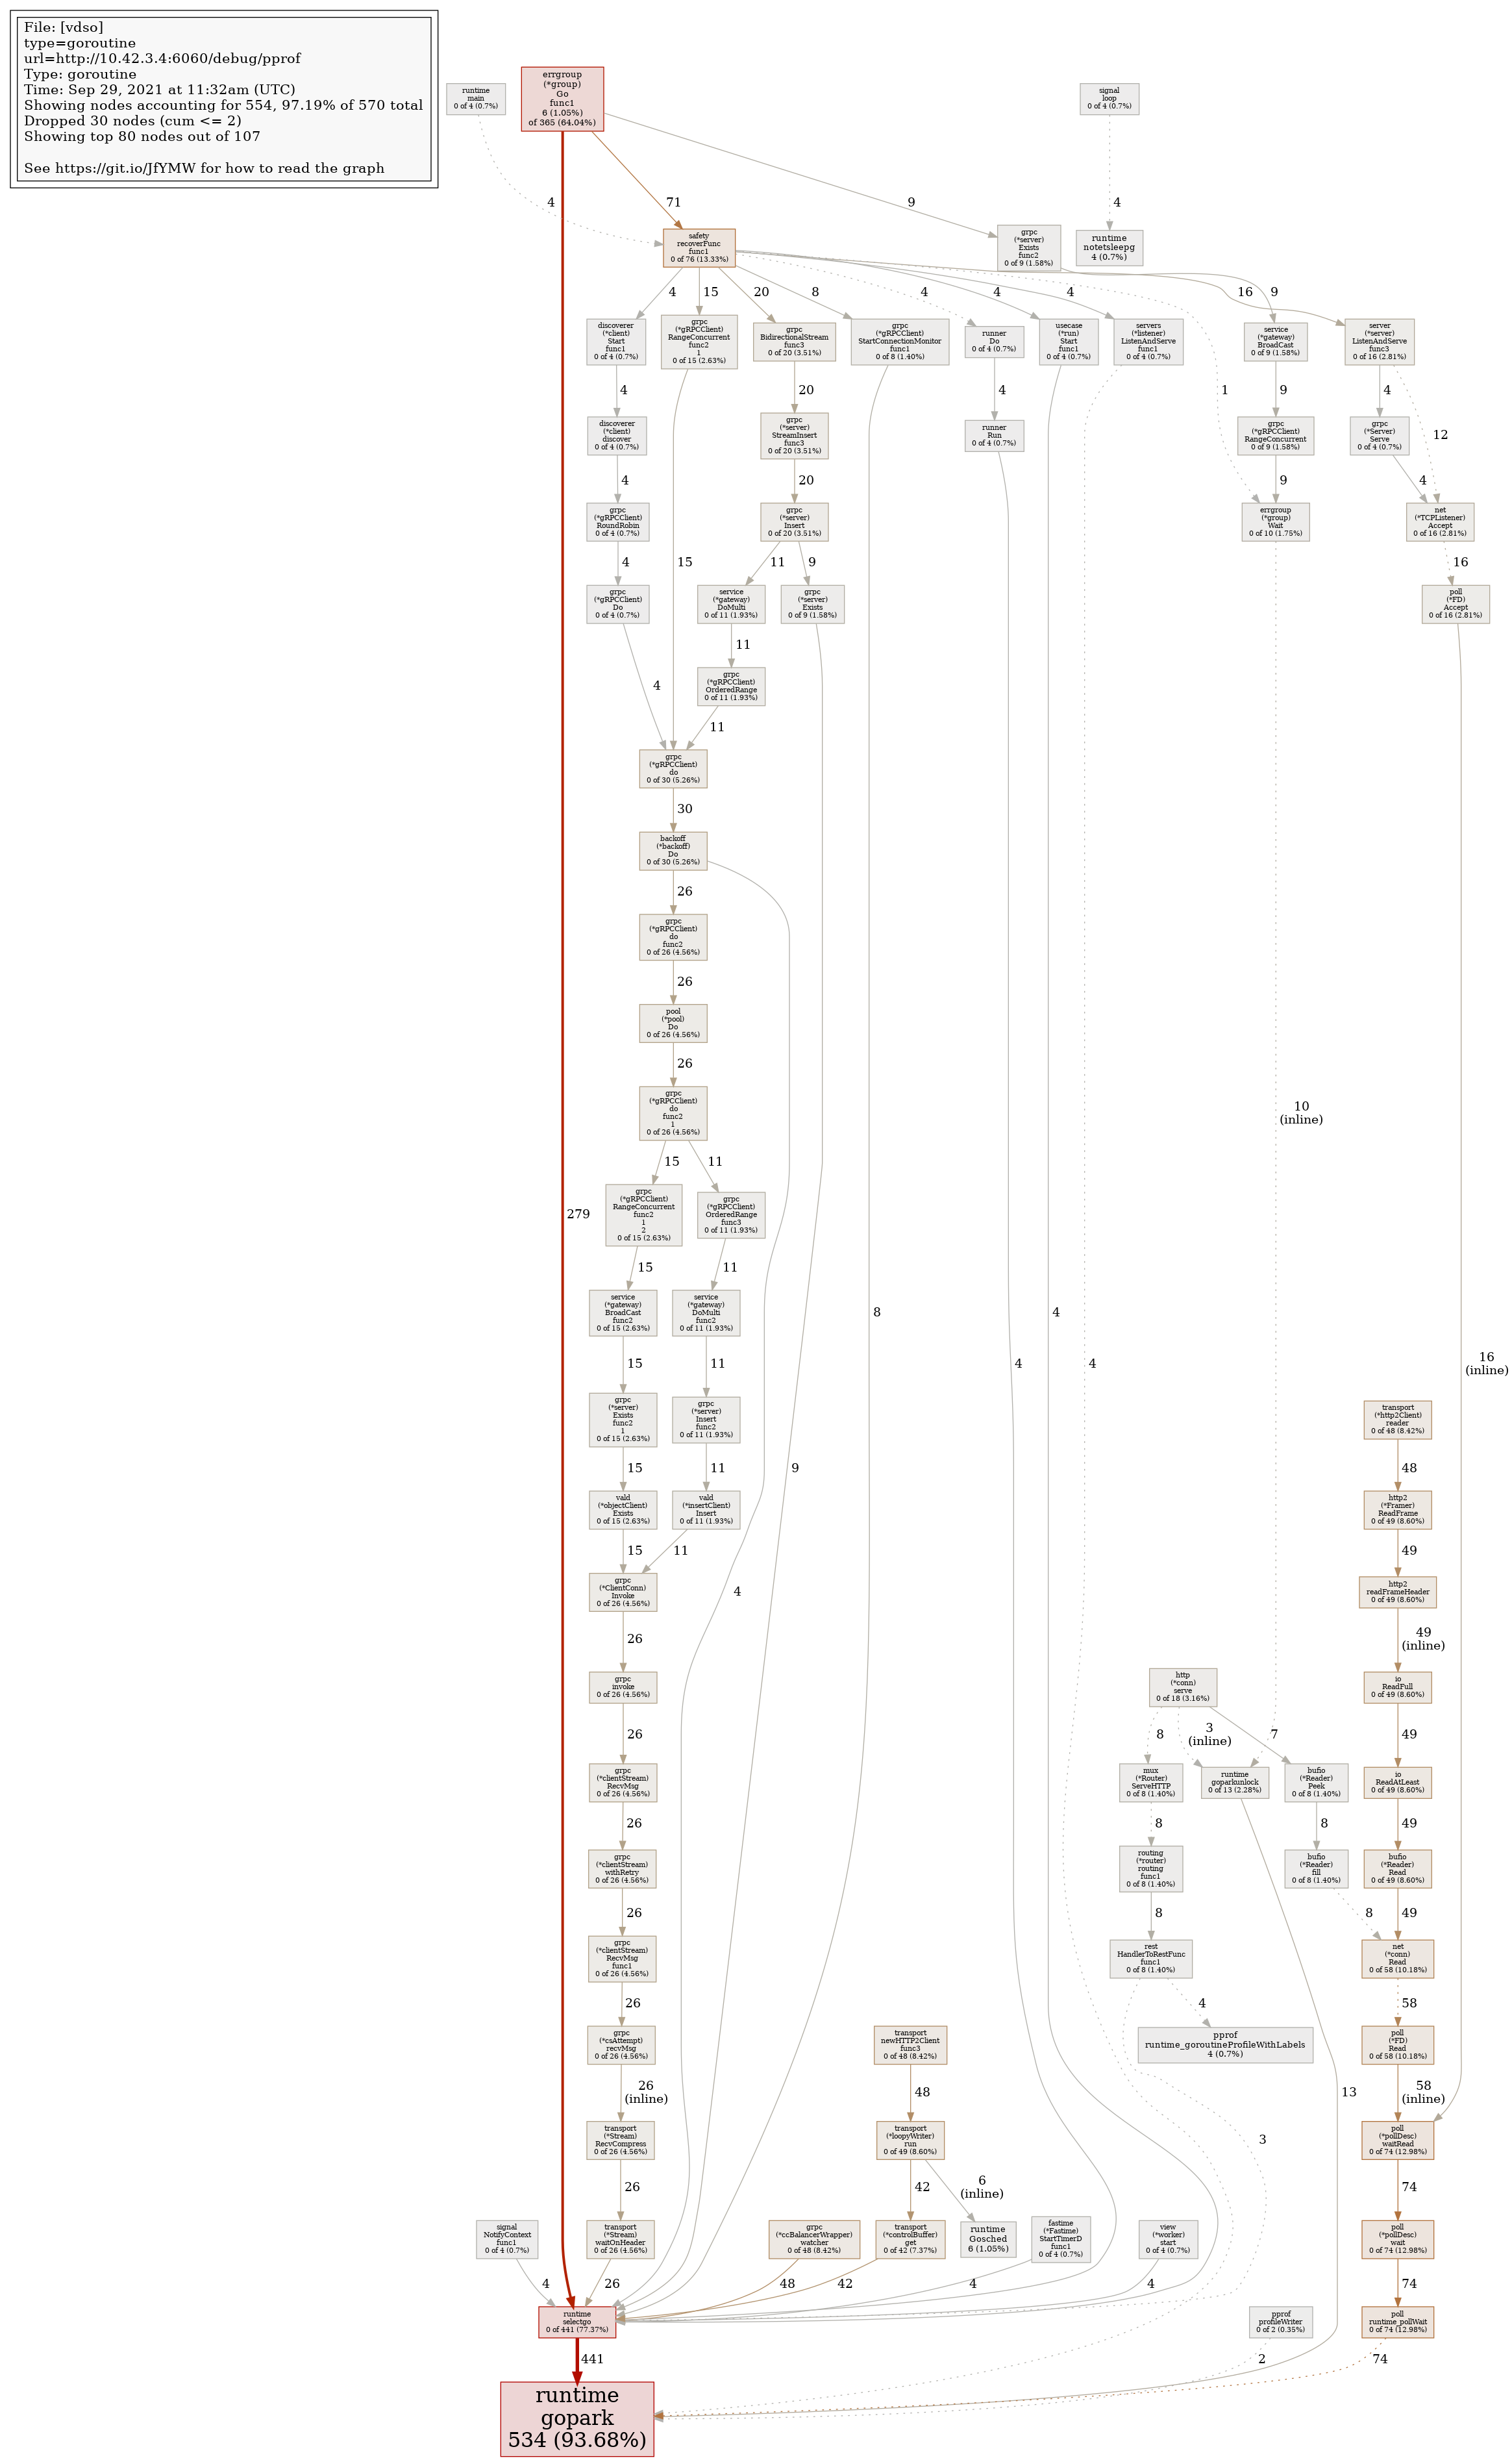 File: [vdso]
type=goroutine
url=http://10.42.3.4:6060/debug/pprof
Type: goroutine
Time: Sep 29, 2021 at 11:32am (UTC)
Showing nodes accounting for 554, 97.19% of 570 total
Dropped 30 nodes (cum <= 2)
Showing top 80 nodes out of 107
See https://git.io/JfYMW for how to read the graph
runtime
main
0 of 4 (0.7%)
errgroup
(*group)
Go
func1
6 (1.05%)
of 365 (64.04%)
signal
loop
0 of 4 (0.7%)
4
71
9
4
safety
recoverFunc
func1
0 of 76 (13.33%)
grpc
(*server)
Exists
func2
0 of 9 (1.58%)
runtime
notetsleepg
4 (0.7%)
4
15
20
8
4
4
4
16
9
discoverer
(*client)
Start
func1
0 of 4 (0.7%)
grpc
(*gRPCClient)
RangeConcurrent
func2
1
0 of 15 (2.63%)
grpc
BidirectionalStream
func3
0 of 20 (3.51%)
grpc
(*gRPCClient)
StartConnectionMonitor
func1
0 of 8 (1.40%)
runner
Do
0 of 4 (0.7%)
usecase
(*run)
Start
func1
0 of 4 (0.7%)
servers
(*listener)
ListenAndServe
func1
0 of 4 (0.7%)
service
(*gateway)
BroadCast
0 of 9 (1.58%)
server
(*server)
ListenAndServe
func3
0 of 16 (2.81%)
4
20
4
1
9
4
12
discoverer
(*client)
discover
0 of 4 (0.7%)
grpc
(*server)
StreamInsert
func3
0 of 20 (3.51%)
runner
Run
0 of 4 (0.7%)
grpc
(*gRPCClient)
RangeConcurrent
0 of 9 (1.58%)
grpc
(*Server)
Serve
0 of 4 (0.7%)
4
20
9
4
grpc
(*gRPCClient)
RoundRobin
0 of 4 (0.7%)
grpc
(*server)
Insert
0 of 20 (3.51%)
errgroup
(*group)
Wait
0 of 10 (1.75%)
net
(*TCPListener)
Accept
0 of 16 (2.81%)
4
15
11
9
16
grpc
(*gRPCClient)
Do
0 of 4 (0.7%)
service
(*gateway)
DoMulti
0 of 11 (1.93%)
grpc
(*server)
Exists
0 of 9 (1.58%)
poll
(*FD)
Accept
0 of 16 (2.81%)
4
11
grpc
(*gRPCClient)
OrderedRange
0 of 11 (1.93%)
11
grpc
(*gRPCClient)
do
0 of 30 (5.26%)
30
backoff
(*backoff)
Do
0 of 30 (5.26%)
26
grpc
(*gRPCClient)
do
func2
0 of 26 (4.56%)
26
pool
(*pool)
Do
0 of 26 (4.56%)
26
grpc
(*gRPCClient)
do
func2
1
0 of 26 (4.56%)
10
(inline)
15
11
279
grpc
(*gRPCClient)
RangeConcurrent
func2
1
2
0 of 15 (2.63%)
grpc
(*gRPCClient)
OrderedRange
func3
0 of 11 (1.93%)
15
11
service
(*gateway)
BroadCast
func2
0 of 15 (2.63%)
service
(*gateway)
DoMulti
func2
0 of 11 (1.93%)
8
15
11
4
4
4
16
(inline)
grpc
(*server)
Exists
func2
1
0 of 15 (2.63%)
grpc
(*server)
Insert
func2
0 of 11 (1.93%)
transport
(*http2Client)
reader
0 of 48 (8.42%)
15
11
9
48
vald
(*objectClient)
Exists
0 of 15 (2.63%)
vald
(*insertClient)
Insert
0 of 11 (1.93%)
http2
(*Framer)
ReadFrame
0 of 49 (8.60%)
15
11
49
grpc
(*ClientConn)
Invoke
0 of 26 (4.56%)
4
http2
readFrameHeader
0 of 49 (8.60%)
26
49
(inline)
grpc
invoke
0 of 26 (4.56%)
http
(*conn)
serve
0 of 18 (3.16%)
io
ReadFull
0 of 49 (8.60%)
26
8
3
(inline)
7
49
grpc
(*clientStream)
RecvMsg
0 of 26 (4.56%)
mux
(*Router)
ServeHTTP
0 of 8 (1.40%)
runtime
goparkunlock
0 of 13 (2.28%)
bufio
(*Reader)
Peek
0 of 8 (1.40%)
io
ReadAtLeast
0 of 49 (8.60%)
26
8
8
49
grpc
(*clientStream)
withRetry
0 of 26 (4.56%)
routing
(*router)
routing
func1
0 of 8 (1.40%)
bufio
(*Reader)
fill
0 of 8 (1.40%)
bufio
(*Reader)
Read
0 of 49 (8.60%)
26
8
8
49
grpc
(*clientStream)
RecvMsg
func1
0 of 26 (4.56%)
rest
HandlerToRestFunc
func1
0 of 8 (1.40%)
net
(*conn)
Read
0 of 58 (10.18%)
26
4
58
grpc
(*csAttempt)
recvMsg
0 of 26 (4.56%)
transport
newHTTP2Client
func3
0 of 48 (8.42%)
pprof
runtime_goroutineProfileWithLabels
4 (0.7%)
poll
(*FD)
Read
0 of 58 (10.18%)
26
(inline)
48
13
58
(inline)
transport
(*Stream)
RecvCompress
0 of 26 (4.56%)
transport
(*loopyWriter)
run
0 of 49 (8.60%)
3
poll
(*pollDesc)
waitRead
0 of 74 (12.98%)
26
42
6
(inline)
74
signal
NotifyContext
func1
0 of 4 (0.7%)
transport
(*Stream)
waitOnHeader
0 of 26 (4.56%)
grpc
(*ccBalancerWrapper)
watcher
0 of 48 (8.42%)
transport
(*controlBuffer)
get
0 of 42 (7.37%)
runtime
Gosched
6 (1.05%)
fastime
(*Fastime)
StartTimerD
func1
0 of 4 (0.7%)
view
(*worker)
start
0 of 4 (0.7%)
poll
(*pollDesc)
wait
0 of 74 (12.98%)
4
26
48
42
4
4
74
runtime
selectgo
0 of 441 (77.37%)
pprof
profileWriter
0 of 2 (0.35%)
poll
runtime_pollWait
0 of 74 (12.98%)
441
2
74
runtime
gopark
534 (93.68%)